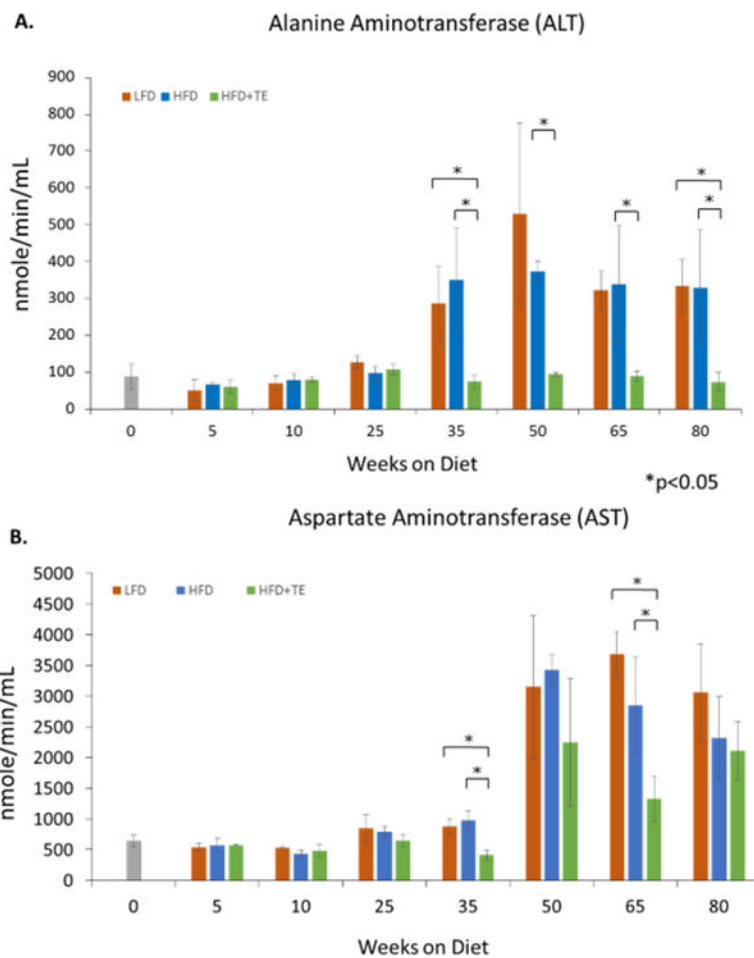 A.
Alanine Aminotransferase (ALT)
900
LFD HFD HFD+TE
800
*
700
600
* *
500
* * *
400
300
200
100
0
nmole/min/mL
0 5 10 25 35 50 65 80
Weeks on Diet
*p<0.05
Aspartate Aminotransferase (AST)
B.
5000
LFD HFD HFD+TE
*
4500
*
4000
3500
3000
2500
*
2000
*
1500
1000
500
0
nmole/min/mL
0 5 10 25 35 50 65 80
Weeks on Diet